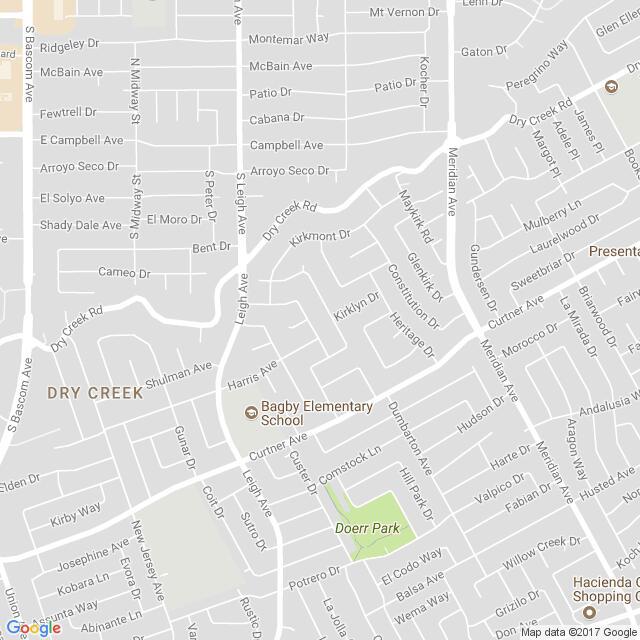 Mt Vernon Dr
Lenn Dr
Glen Ellen
S Bascom Ave
Ridgeley Dr
Montemar Way
Gaton Dr
McBain Ave
N Midway St
S Leigh Ave
McBain Ave
Kocher Dr
Peregrino Way
Patio Dr
Patio Dr
Fewtrell Dr
Cabana Dr
Dry Creek Rd
James Pl
E Campbell Ave
Campbell Ave
Adele Pl
Margot Pl
Arroyo Seco Dr
Arroyo Seco Dr
Meridian Ave
El Solyo Ave
S Midway St
S Peter Dr
S Leigh Ave
Maykirk Rd
Mulberry Ln
Shady Dale Ave
El Moro Dr
Dry Creek Rd
Laurelwood Dr
Bent Dr
Kirkmont Dr
Glenkirk Dr
Gundersen Dr
Sweetbriar Dr
Presenta
Cameo Dr
Leigh Ave
Constitution Dr
Curtner Ave
Briarwood Dr
La Mirada Dr
Dry Creek Rd
Kirklyn Dr
Heritage Dr
Morocco Dr
S Bascom Ave
Shulman Ave
Harris Ave
Meridian Ave
DRY CREEK
Bagby Elementary
School
Andalusia W
Dumbarton Ave
Hudson Dr
Aragon Way
Gunar Dr
Curtner Ave
Elden Dr
Custer Dr
Comstock Ln
Harte Dr
Meridian Ave
Coit Dr
Leigh Ave
Hill Park Dr
Valpico Dr
Husted Ave
Kirby Way
Sutro Dr
Fabian Dr
Doerr Park
New Jersey Ave
Josephine Ave
Willow Creek Dr
Koch
El Codo Way
Kobara Ln
Evora Dr
Potrero Dr
Balsa Ave
Hacienda
Shopping
Union
Assunta Way
Rustic Dr
La Jolla
Wema Way
Grizilo Dr
Abinante Ln
Don Ave
Google
Map data ©2017 Google